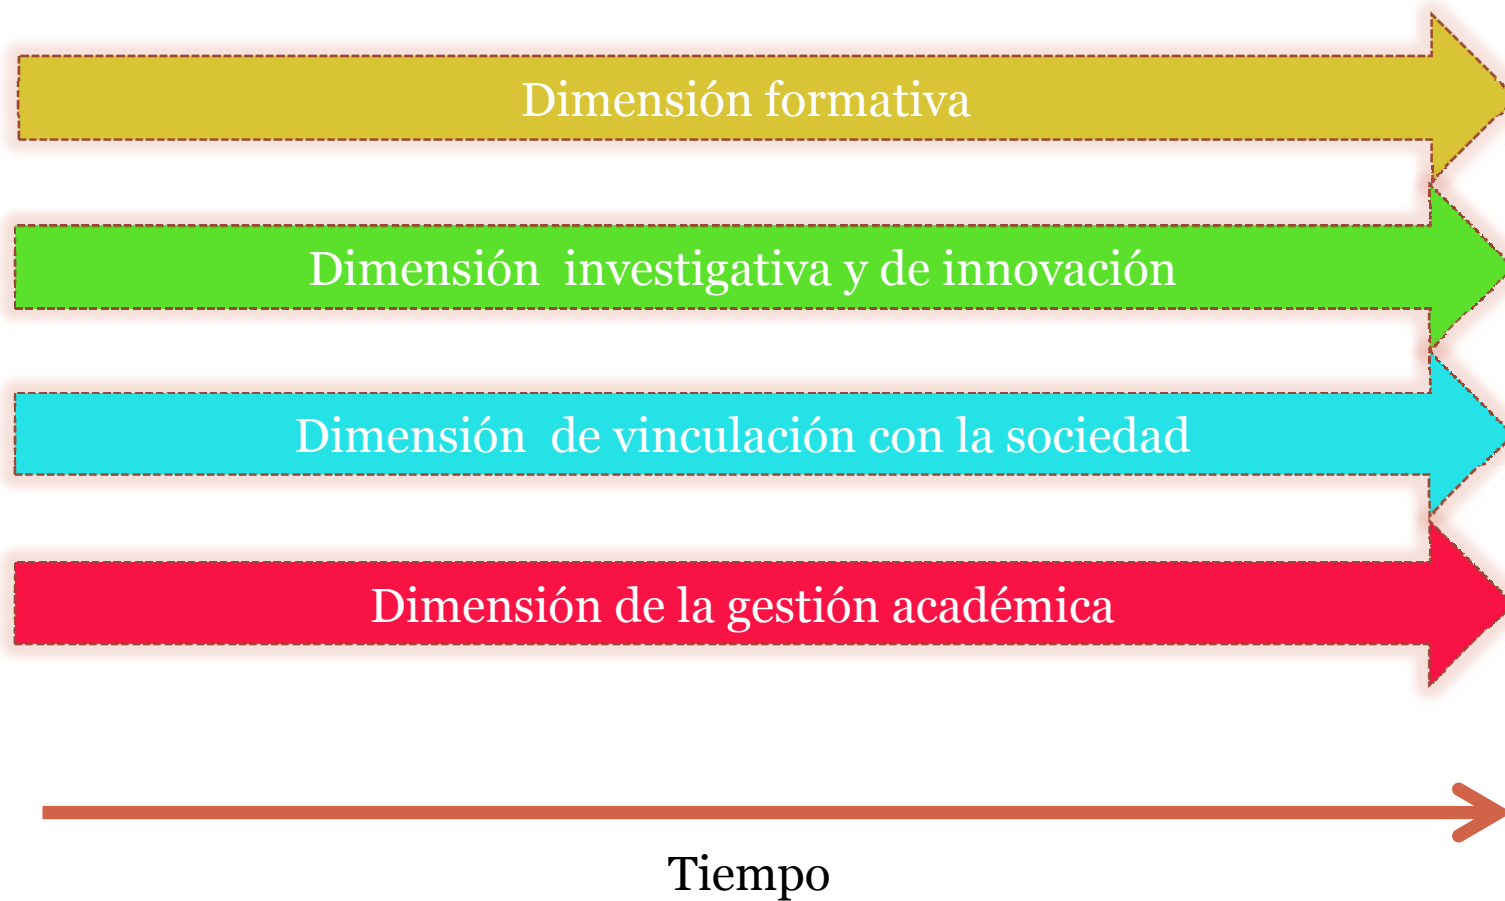 Dimensión formativa
Dimensión  investigativa y de innovación
Dimensión  de vinculación con la sociedad
Dimensión de la gestión académica
Tiempo